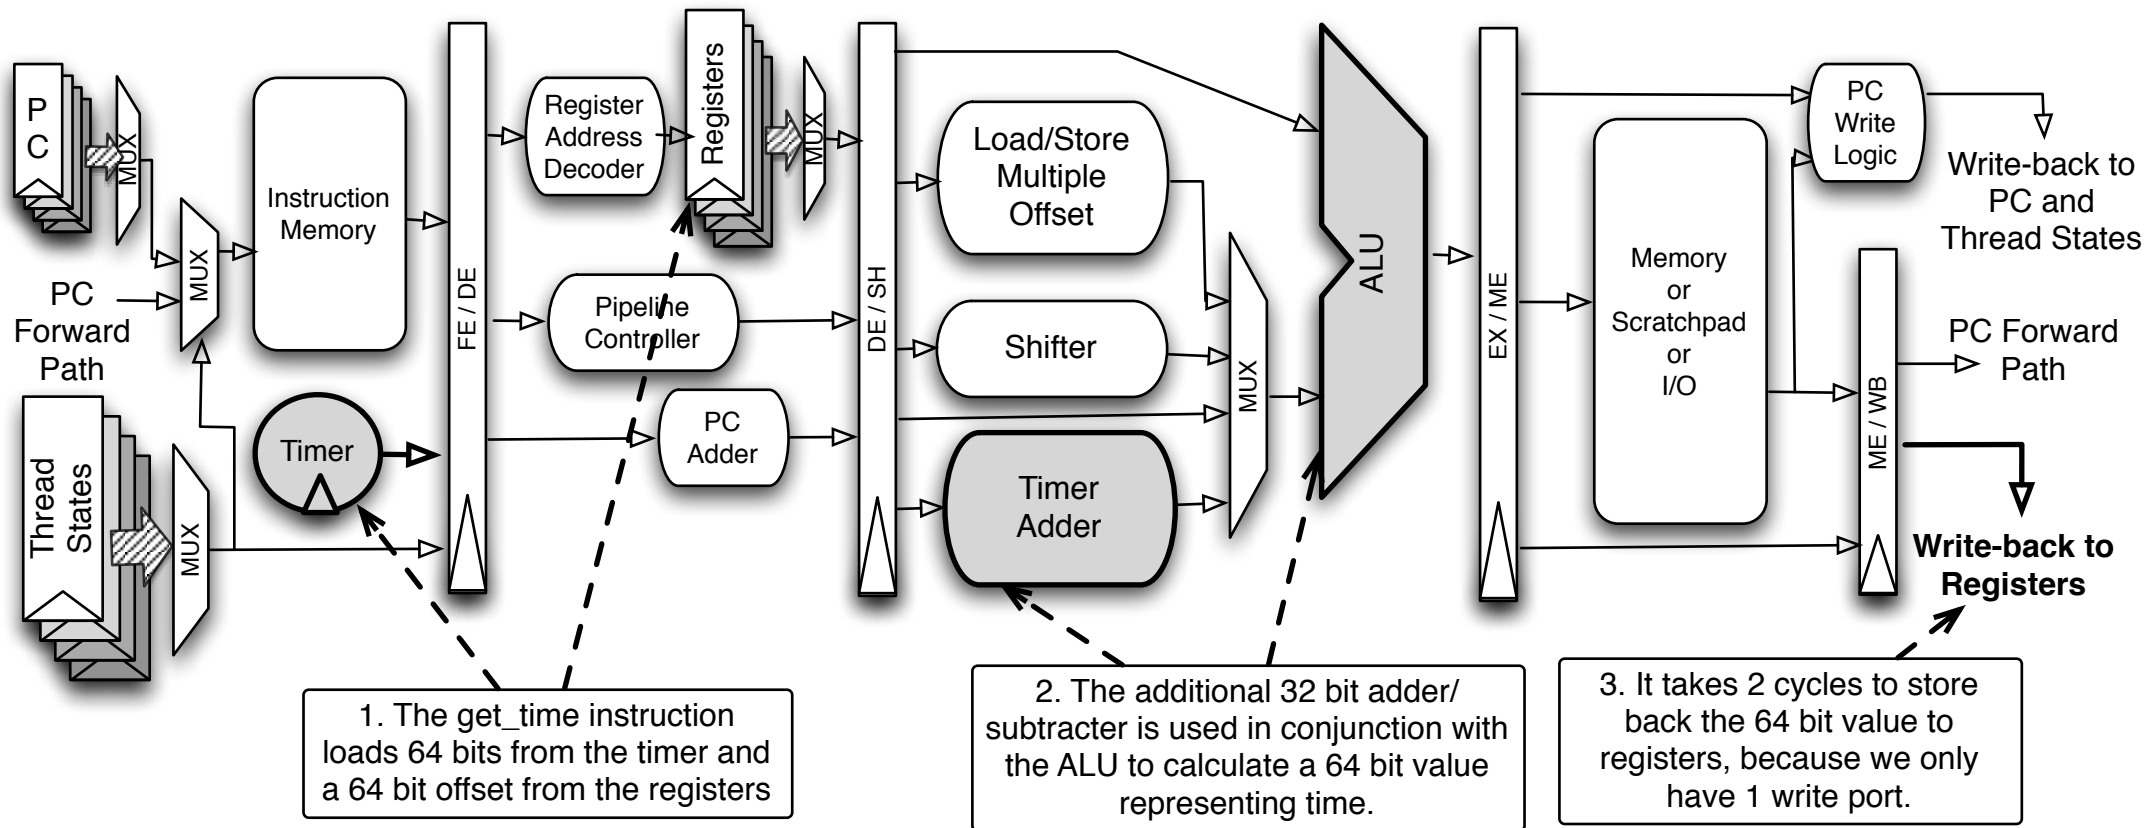 P
C
MUX
MUX
PC
Forward
Path
Thread
States
MUX
Instruction
Memory
Timer
FE / DE
Register
Address
Decoder
Registers
MUX
Pipeline
Controller
PC
Adder
DE / SH
Load/Store
Multiple
Offset
Shifter
Timer
Adder
MUX
ALU
EX / ME
Memory
or
Scratchpad
or
I/O
PC
Write
Logic
Write-back to
PC and
Thread States
ME / WB
PC Forward
Path
Write-back to
Registers
1. The get_time instruction
loads 64 bits from the timer and
a 64 bit offset from the registers
2. The additional 32 bit adder/
subtracter is used in conjunction with
the ALU to calculate a 64 bit value
representing time.
3. It takes 2 cycles to store
back the 64 bit value to
registers, because we only
have 1 write port.